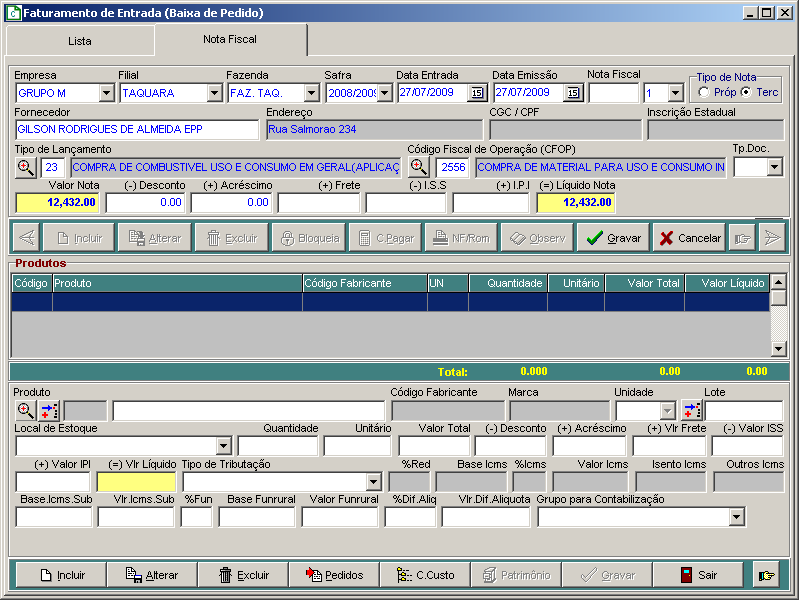 Faturamento de Entrada (Baixa de Pedido)
Lista Nota Fiscal
Empresa Filial Fazenda Safra Data Entrada Data Emissão Nota Fiscal Tipo de Nota
GRUPO M TAQUARA FAZ. TAQ. 2008/2009 27/07/2009 15 27/07/2009 15 1 Próp Terc
Fornecedor Endereço CGC / CPF Inscrição Estadual
GILSON RODRIGUES DE ALMEIDA EPP Rua Salmorao 234
Tipo de Lançamento Código Fiscal de Operação (CFOP) Tp.Doc.
23 COMPRA DE COMBUSTIVEL USO E CONSUMO EM GERAL(APLICAÇ 2556 COMPRA DE MATERIAL PARA USO E CONSUMO IN
Valor Nota (-) Desconto (+) Acréscimo (+) Frete (-) I.S.S (+) I.P.I (=) Líquido Nota
12,432.00 0.00 0.00 12,432.00
Incluir Alterar Excluir Bloqueia C.Pagar NF/Rom Observ Gravar Cancelar
Produtos
Código Produto Código Fabricante UN Quantidade Unitário Valor Total Valor Líquido
Total: 0.000 0.00 0.00
Produto Código Fabricante Marca Unidade Lote
Local de Estoque Quantidade Unitário Valor Total (-) Desconto (+) Acréscimo (+) Vlr Frete (-) Valor ISS
(+) Valor IPI (=) Vlr Líquido Tipo de Tributação %Red Base Icms %Icms Valor Icms Isento Icms Outros Icms
Base.Icms.Sub Vlr.Icms.Sub %Fun Base Funrural Valor Funrural %Dif.Aliq Vlr.Dif.Aliquota Grupo para Contabilização
Incluir Alterar Excluir Pedidos C.Custo Patrimônio Gravar Sair